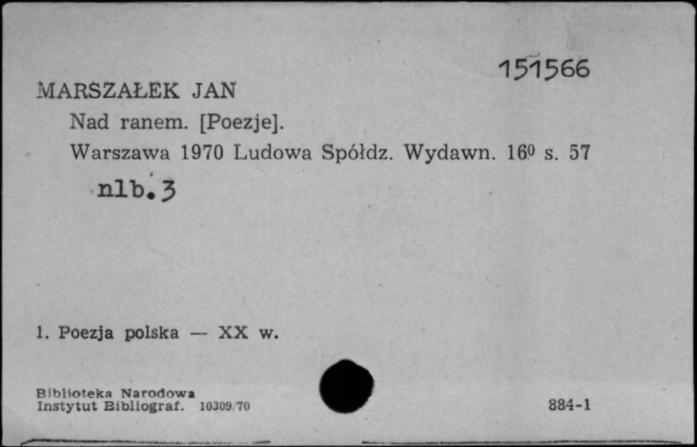 151566
MARSZAŁEK JAN
Nad ranem. [Poezje].
Warszawa 1970 Ludowa Spółdz. Wydawn. 16⁰ s. 57
nlb. 3
1. Poezja polska — XX w.
Biblioteka Narodowa
Instytut Bibliograf. 10309/70
884-1